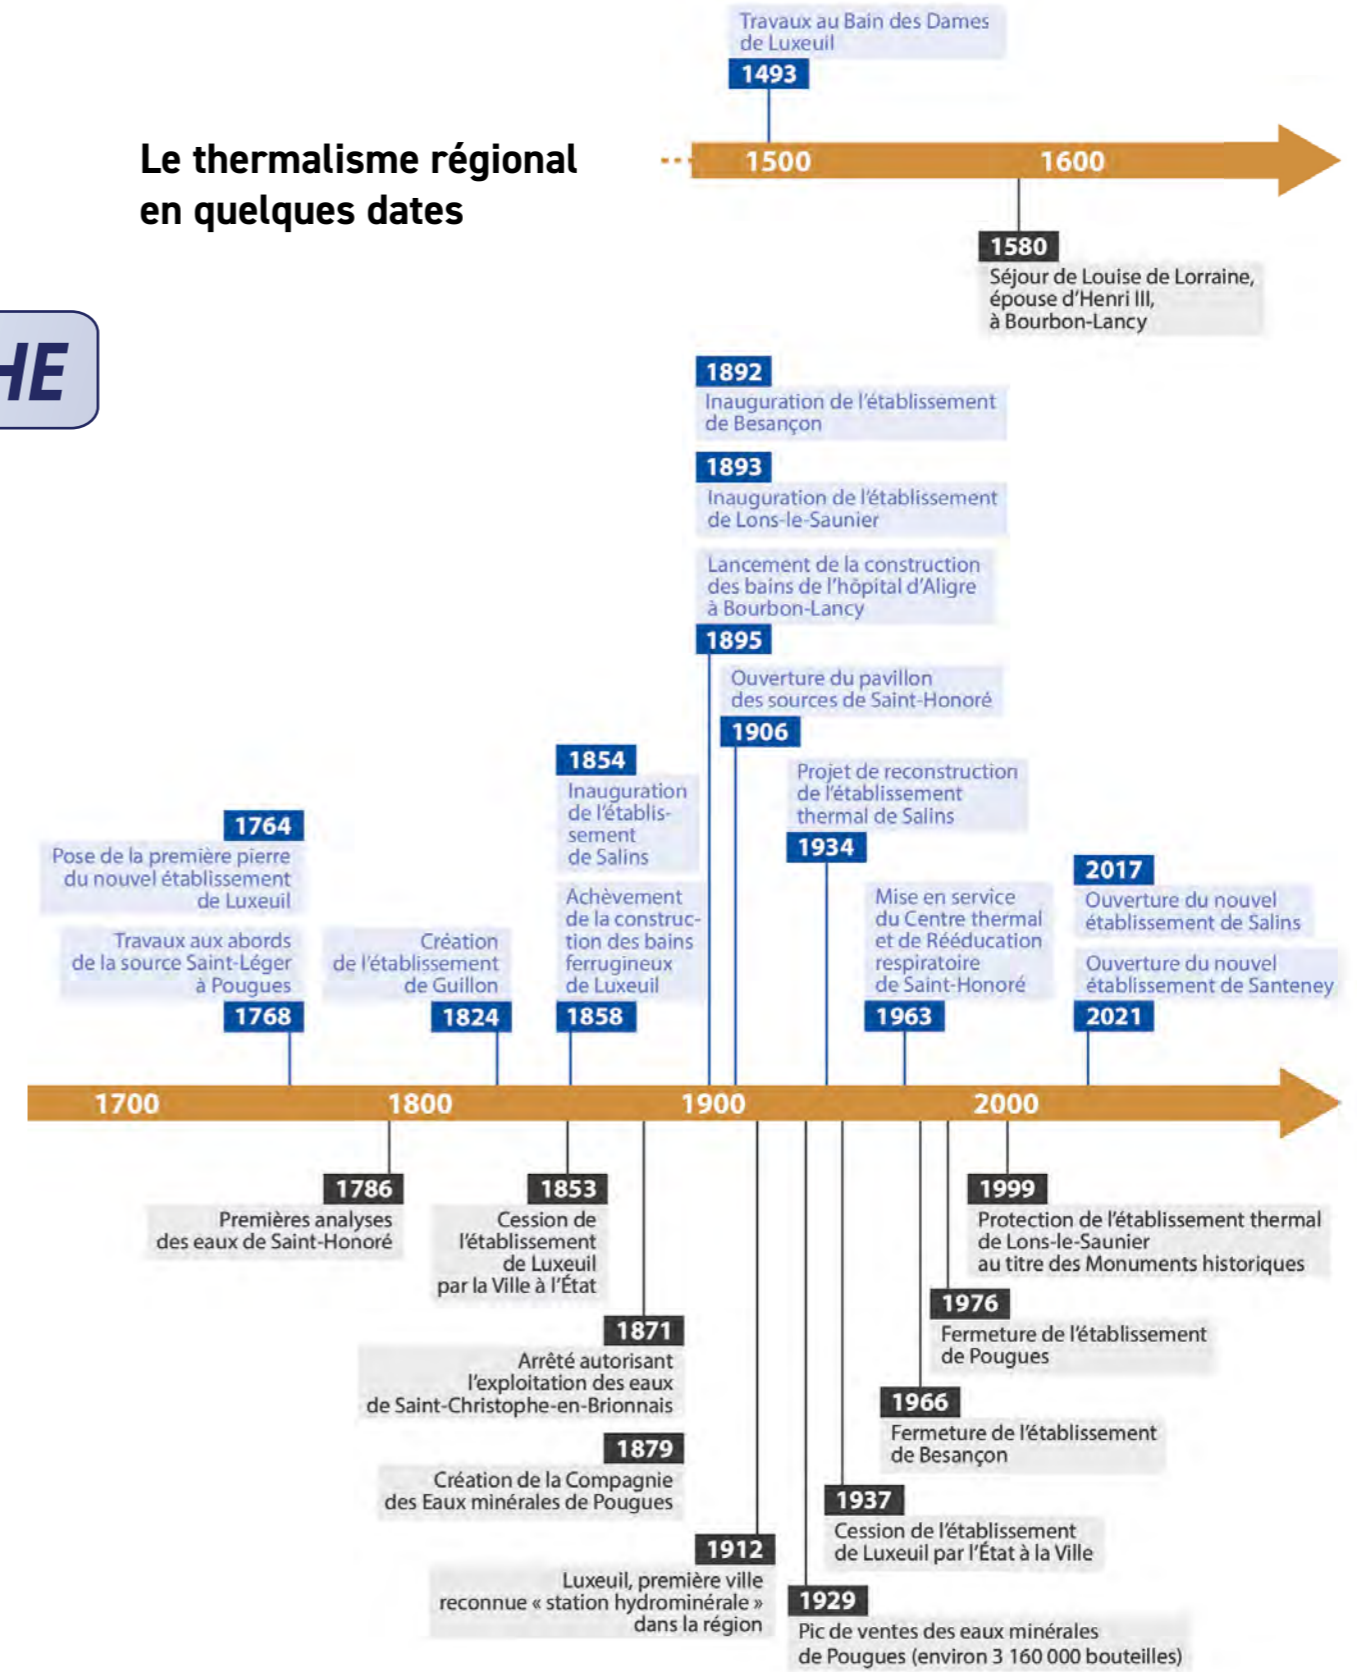 Travaux au Bain des Dames
de Luxeuil
1493
Le thermalisme régional
en quelques dates
1500
1600
1580
Séjour de Louise de Lorraine,
épouse d'Henri III,
à Bourbon-Lancy
HE
1892
Inauguration de l'établissement
de Besançon
1893
Inauguration de l'établissement
de Lons-le-Saunier
Lancement de la construction
des bains de l'hôpital d'Aligre
à Bourbon-Lancy
1895
Ouverture du pavillon
des sources de Saint-Honoré
1906
1854
Inauguration
de l'établis-
sement
de Salins
Projet de reconstruction
de l'établissement
thermal de Salins
1934
1764
Pose de la première pierre
du nouvel établissement
de Luxeuil
Travaux aux abords
de la source Saint-Léger
à Pougues
1768
Création
de l'établissement
de Guillon
1824
Achèvement
de la construc-
tion des bains
ferrugineux
de Luxeuil
1858
Mise en service
du Centre thermal
et de Rééducation
respiratoire
de Saint-Honoré
1963
2017
Ouverture du nouvel
établissement de Salins
Ouverture du nouvel
établissement de Santeney
2021
1700
1800
1900
2000
1786
Premières analyses
des eaux de Saint-Honoré
1853
Cession de
l'établissement
de Luxeuil
par la Ville à l'État
1999
Protection de l'établissement thermal
de Lons-le-Saunier
au titre des Monuments historiques
1871
Arrêté autorisant
l'exploitation des eaux
de Saint-Christophe-en-Brionnais
1976
Fermeture de l'établissement
de Pougues
1879
Création de la Compagnie
des Eaux minérales de Pougues
1966
Fermeture de l'établissement
de Besançon
1912
Luxeuil, première ville
reconnue « station hydrominérale »
dans la région
1937
Cession de l'établissement
de Luxeuil par l'État à la Ville
1929
Pic de ventes des eaux minérales
de Pougues (environ 3 160 000 bouteilles)